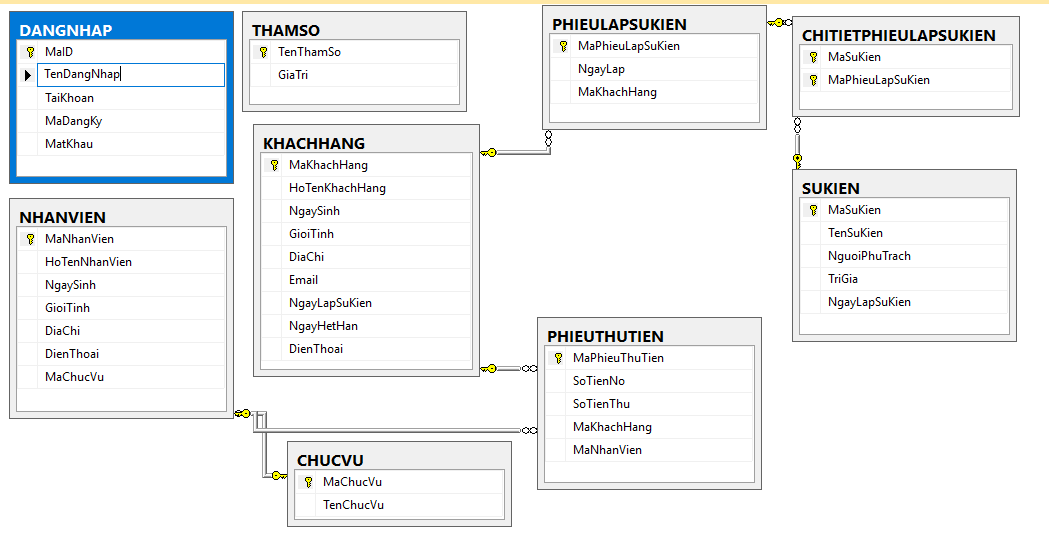 DANGNHAP
MaID
TenDangNhap
TaiKhoan
MaDangKy
MatKhau
THAMSO
TenThamSo
GiaTri
PHIEULAPSUKIEN
MaPhieuLapSuKien
NgayLap
MaKhachHang
CHITIETPHIEULAPSUKIEN
MaSuKien
MaPhieuLapSuKien
KHACHHANG
MaKhachHang
HoTenKhachHang
NgaySinh
GioiTinh
DiaChi
Email
NgayLapSuKien
NgayHetHan
DienThoai
SUKIEN
MaSuKien
TenSuKien
NguoiPhuTrach
TriGia
NgayLapSuKien
NHANVIEN
MaNhanVien
HoTenNhanVien
NgaySinh
GioiTinh
DiaChi
DienThoai
MaChucVu
PHIEUTHUTIEN
MaPhieuThuTien
SoTienNo
SoTienThu
MaKhachHang
MaNhanVien
CHUCVU
MaChucVu
TenChucVu